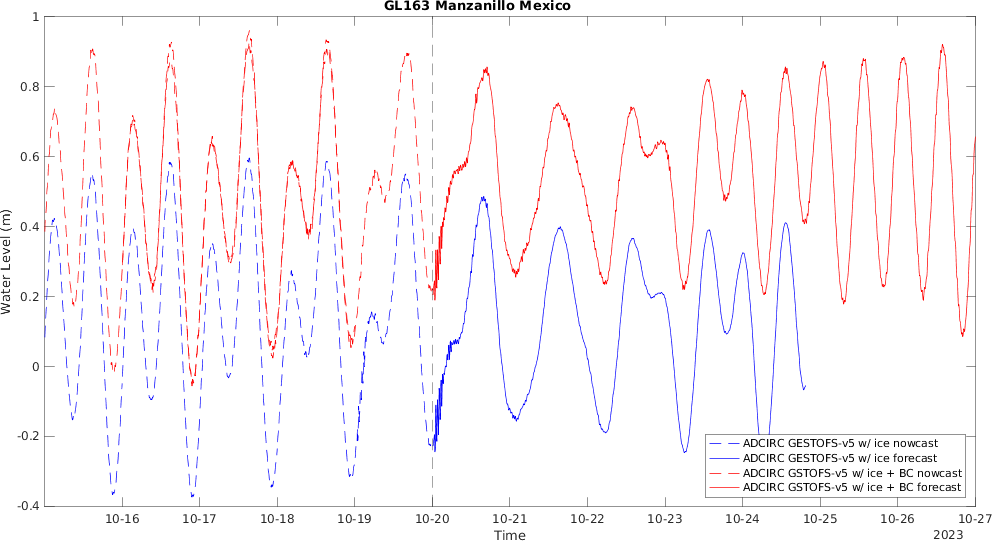 GL163 Manzanillo Mexico
Water Level (m)
1
0.8
0.6
0.4
0.2
0
-0.2
-0.4
ADCIRC GESTOFS-v5 w/ ice nowcast
ADCIRC GESTOFS-v5 w/ ice forecast
ADCIRC GSTOFS-v5 w/ ice + BC nowcast
ADCIRC GSTOFS-v5 w/ ice + BC forecast
10-16 10-17 10-18 10-19 10-20 10-21 10-22 10-23 10-24 10-25 10-26 10-27
Time
2023